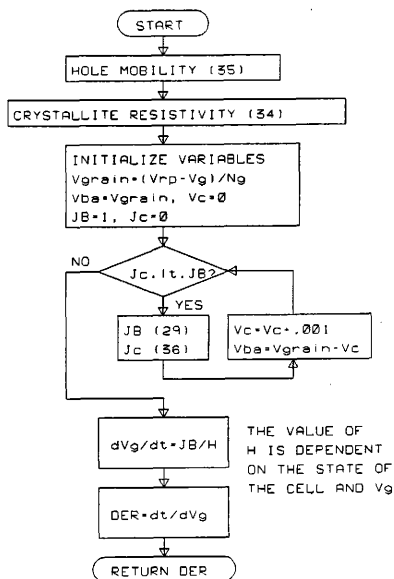 START
HOLE MOBILITY (35)
CRYSTALLITE RESISTIVITY (34)
INITIALIZE VARIABLES
Vgrain=(Vrp-Vg)/Ng
Vba=Vgrain, Vc=0
JB=1, Jc=0
NO
Jc.lt.JB?
YES
JB (29)
Jc (36)
Vc=Vc+.001
Vba=Vgrain-Vc
dVg/dt=JB/H
THE VALUE OF
H IS DEPENDENT
ON THE STATE OF
THE CELL AND Vg
DER=dt/dVg
RETURN DER